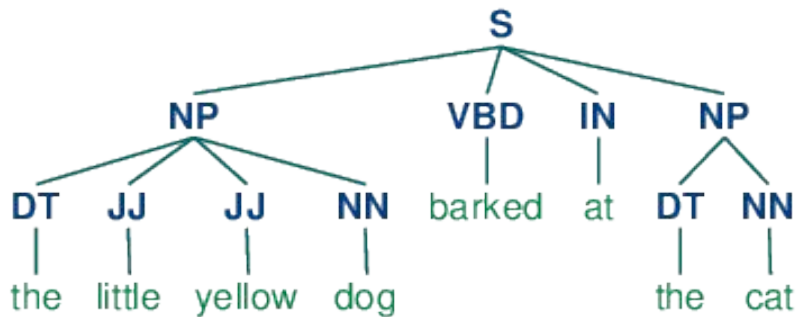 S
NP VBD IN NP
DT JJ JJ NN barked at DT NN
the little yellow dog the cat